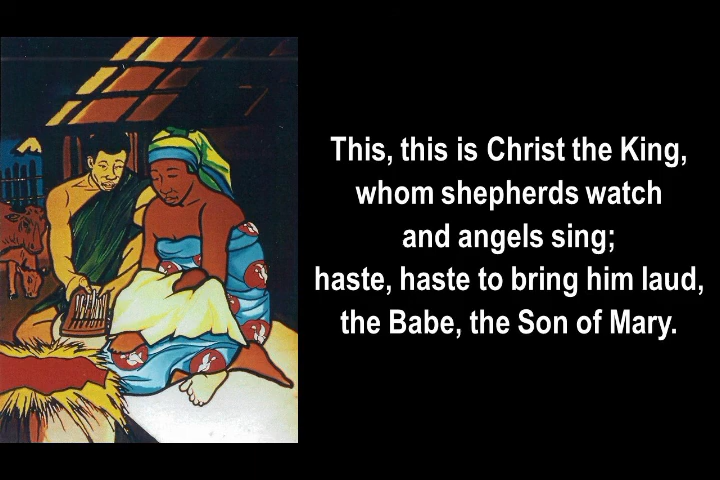 This, this is Christ the King,
whom shepherds watch
and angels sing;
haste, haste to bring him laud,
the Babe, the Son of Mary.